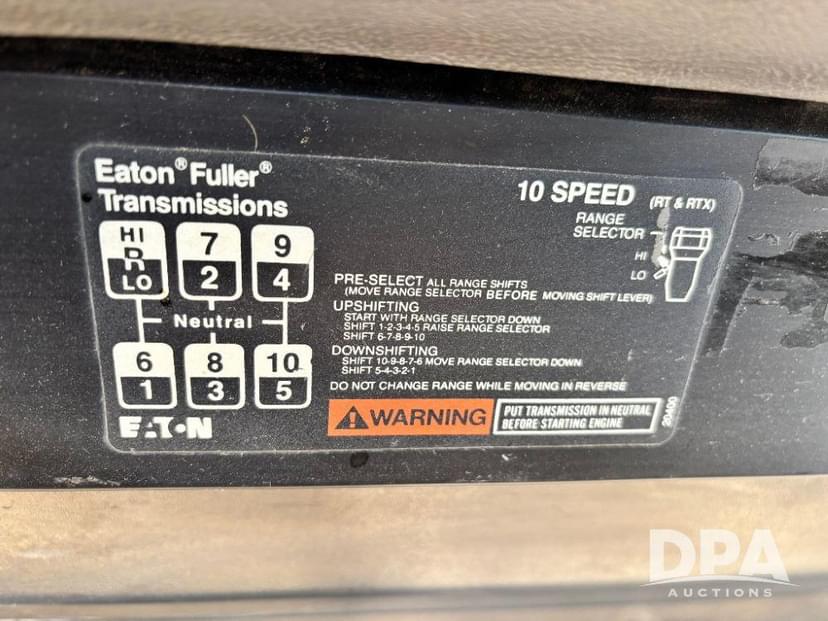 Eaton® Fuller®
Transmissions
10 SPEED (RT & RTX)
RANGE
SELECTOR
HI
LO
HI 7 9
R
LO 2 4
Neutral
6 8 10
1 3 5
EATON
PRE-SELECT ALL RANGE SHIFTS
(MOVE RANGE SELECTOR BEFORE MOVING SHIFT LEVER)
UPSHIFTING
START WITH RANGE SELECTOR DOWN
SHIFT 1-2-3-4-5 RAISE RANGE SELECTOR
SHIFT 6-7-8-9-10
DOWNSHIFTING
SHIFT 10-9-8-7-6 MOVE RANGE SELECTOR DOWN
SHIFT 5-4-3-2-1
DO NOT CHANGE RANGE WHILE MOVING IN REVERSE
WARNING
PUT TRANSMISSION IN NEUTRAL
BEFORE STARTING ENGINE
20400
DPA
AUCTIONS